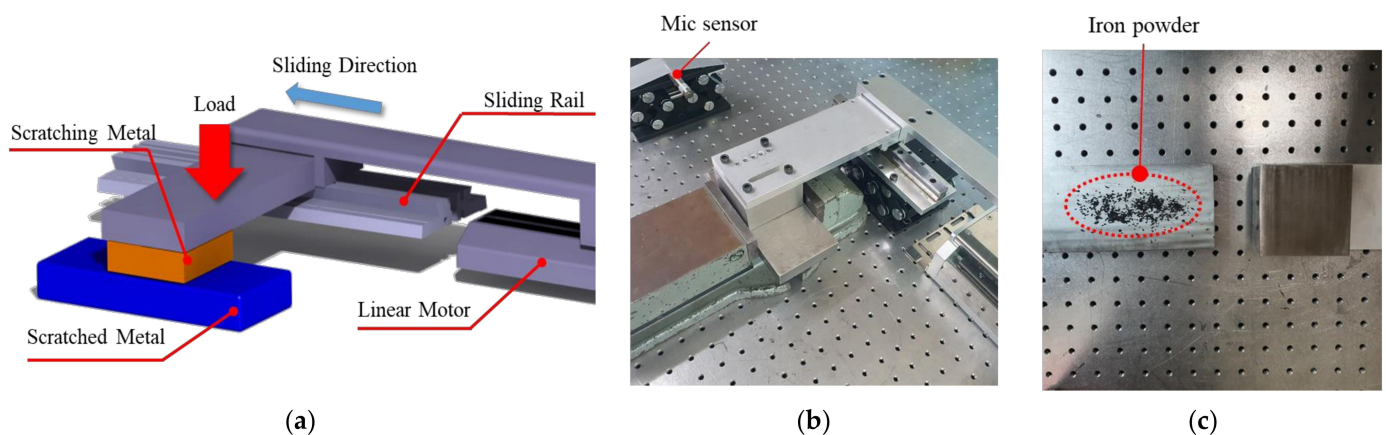 Mic sensor
Iron powder
Sliding Direction
Load
Sliding Rail
Scratching Metal
Linear Motor
Scratched Metal
(a)
(b)
(c)